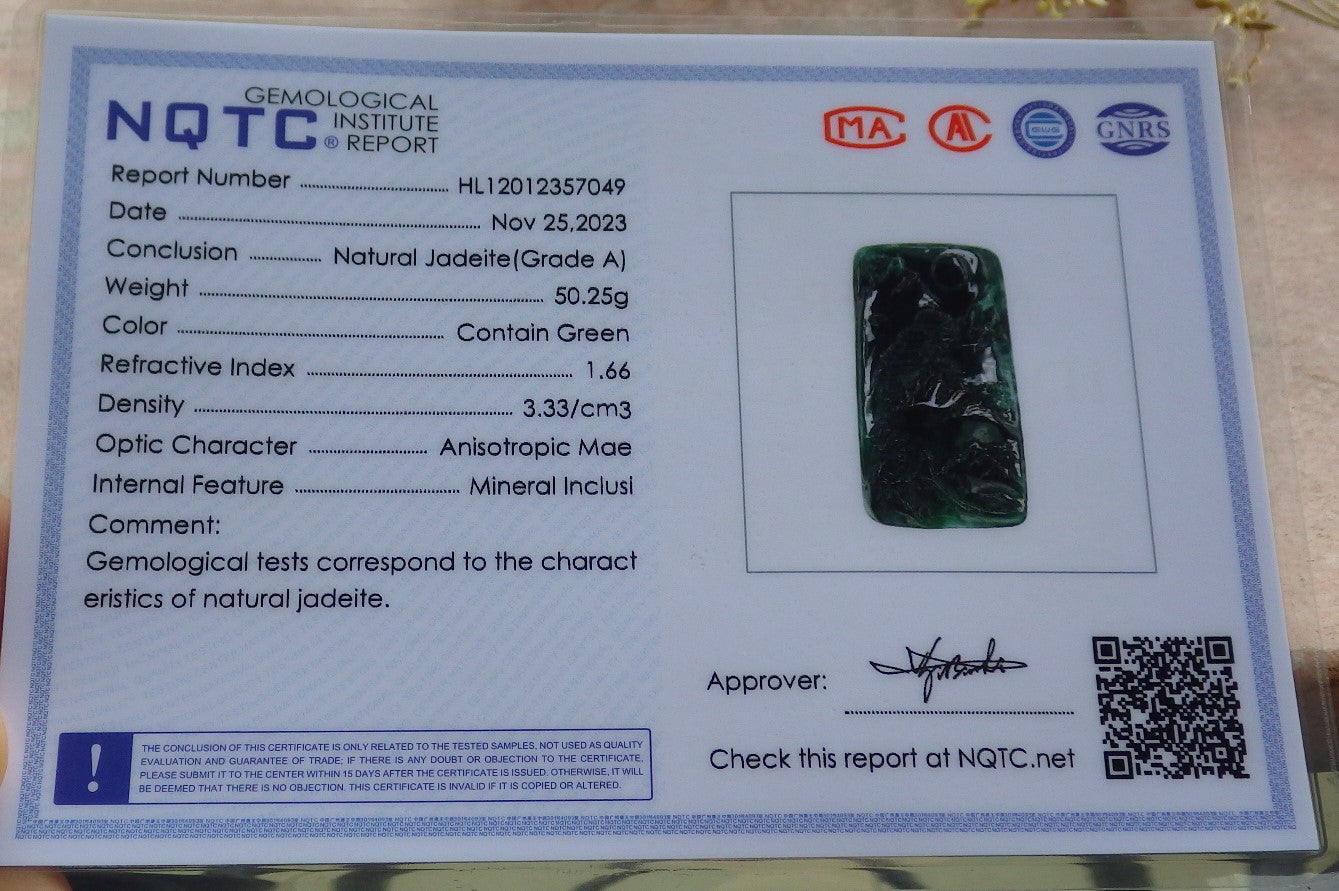 NQTC®
GEMOLOGICAL
INSTITUTE
REPORT
MA
GNRS
Report Number HL12012357049
Date Nov 25,2023
Conclusion Natural Jadeite(Grade A)
Weight 50.25g
Color Contain Green
Refractive Index 1.66
Density 3.33/cm3
Optic Character Anisotropic Mae
Internal Feature Mineral Inclusi
Comment:
Gemological tests correspond to the charact
eristics of natural jadeite.
Approver:
Check this report at NQTC.net
!
THE CONCLUSION OF THIS CERTIFICATE IS ONLY RELATED TO THE TESTED SAMPLES, NOT USED AS QUALITY
EVALUATION AND GUARANTEE OF TRADE; IF THERE IS ANY DOUBT OR OBJECTION TO THE CERTIFICATE,
PLEASE SUBMIT IT TO THE CENTER WITHIN 15 DAYS AFTER THE CERTIFICATE IS ISSUED. OTHERWISE, IT WILL
BE DEEMED THAT THERE IS NO OBJECTION. THIS CERTIFICATE IS INVALID IF IT IS COPIED OR ALTERED.